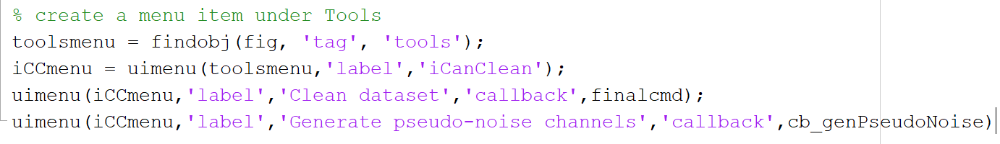 % create a menu item under Tools
toolsmenu = findobj(fig, 'tag', 'tools');
iCCmenu = uimenu(toolsmenu,'label','iCanClean');
uimenu(iCCmenu,'label','Clean dataset','callback',finalcmd);
uimenu(iCCmenu,'label','Generate pseudo-noise channels','callback',cb_genPseudoNoise)